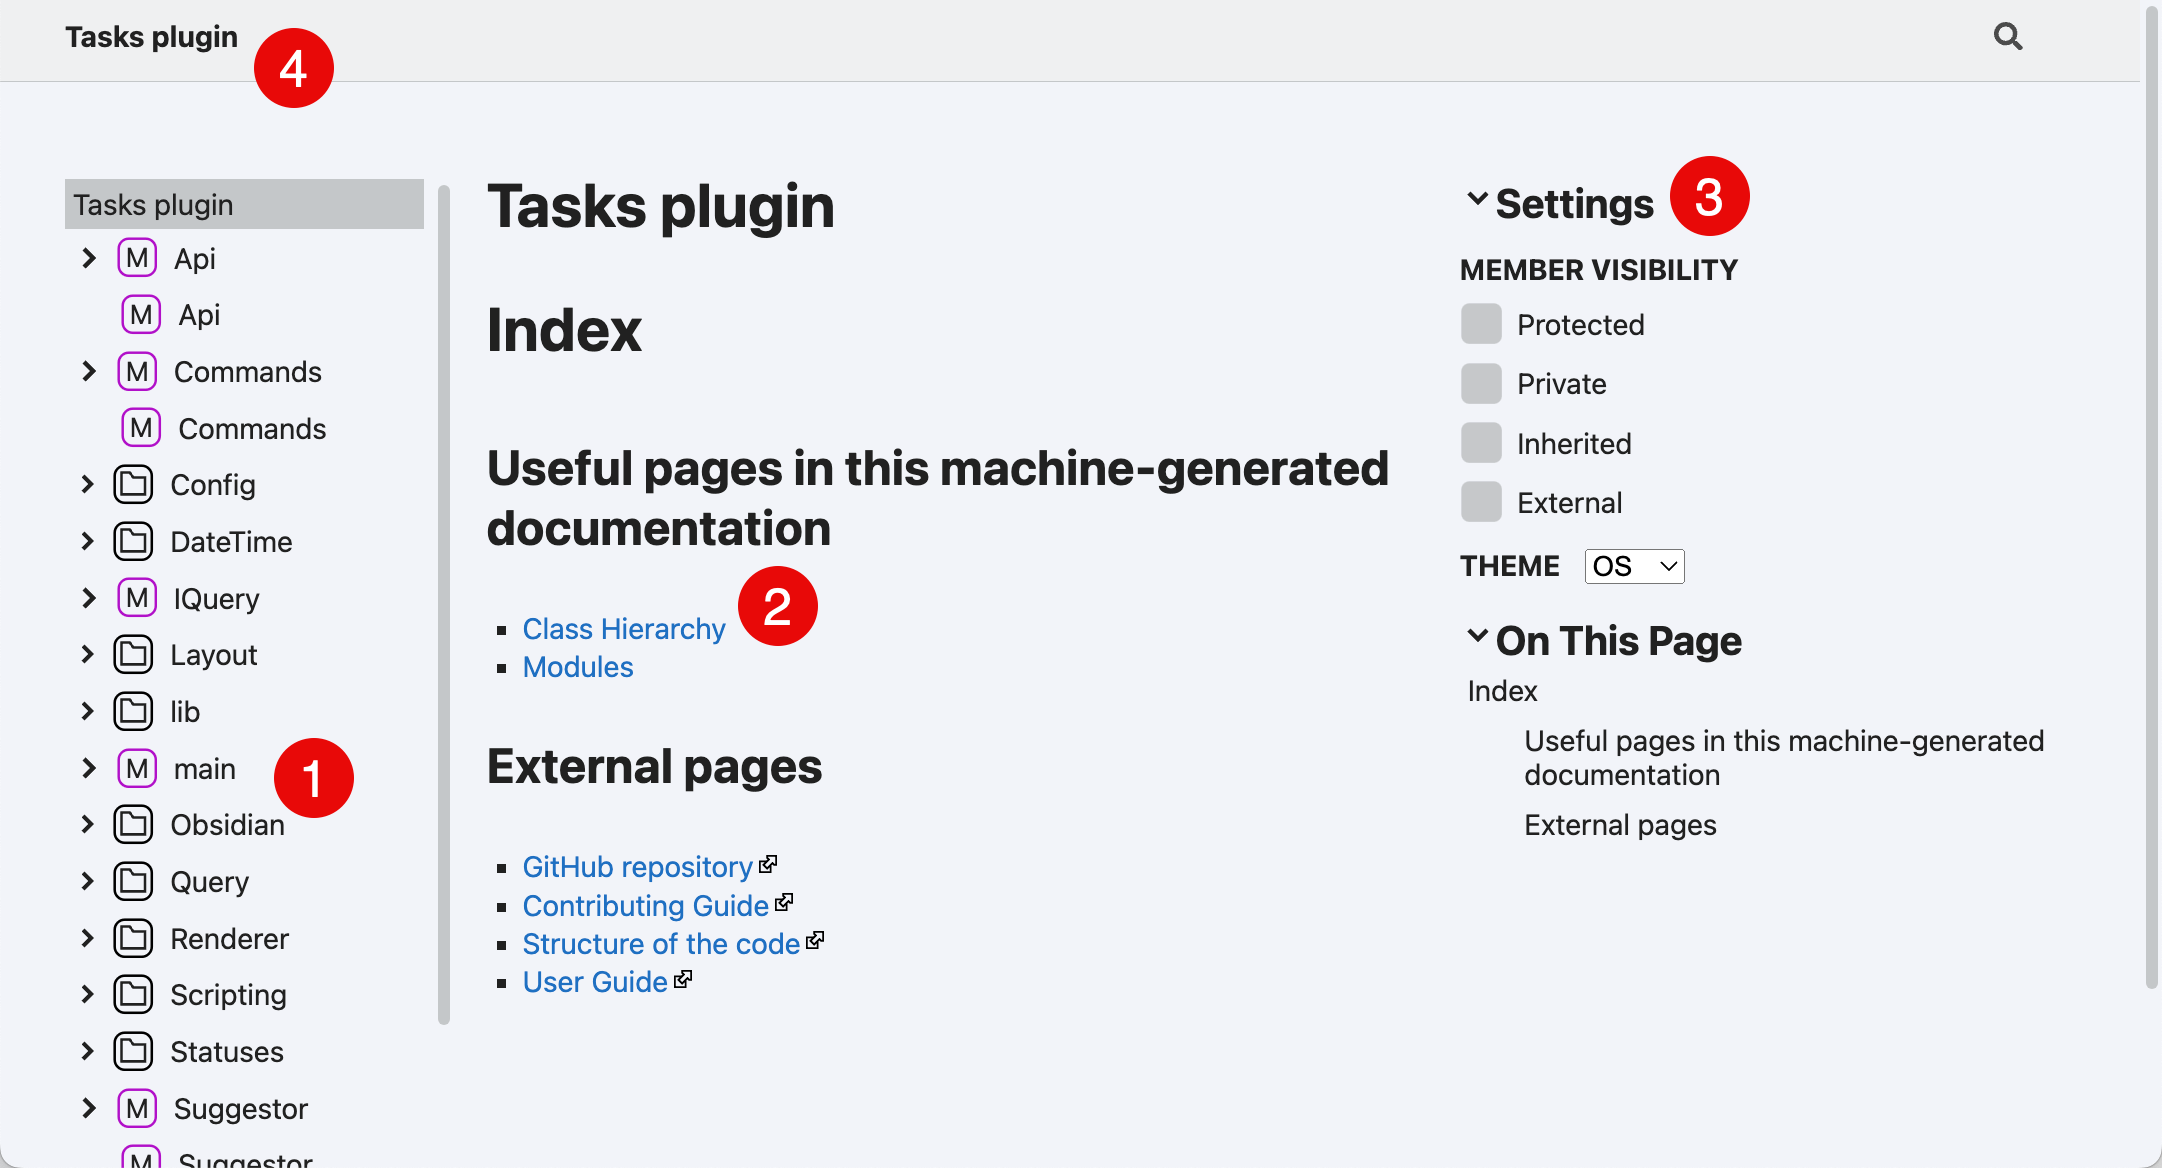 Tasks plugin
4
Tasks plugin
M Api
M Api
M Commands
M Commands
Config
DateTime
M IQuery
Layout
lib
M main
1
Obsidian
Query
Renderer
Scripting
Statuses
M Suggestor
M Suggestor
Tasks plugin
Index
Useful pages in this machine-generated
documentation
2
Class Hierarchy
Modules
External pages
GitHub repository
Contributing Guide
Structure of the code
User Guide
Settings
3
MEMBER VISIBILITY
Protected
Private
Inherited
External
THEME OS
On This Page
Index
Useful pages in this machine-generated
documentation
External pages